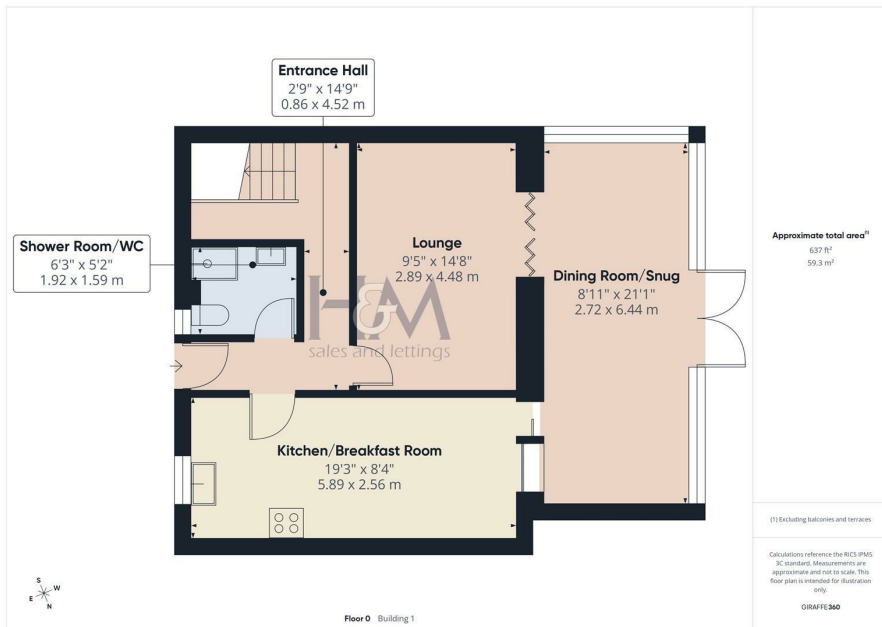 Entrance Hall
2'9" x 14'9"
0.86 x 4.52 m
Shower Room/WC
6'3" x 5'2"
1.92 x 1.59 m
Lounge
9'5" x 14'8"
2.89 x 4.48 m
Dining Room/Snug
8'11" x 21'1"
2.72 x 6.44 m
H&M
sales and lettings
Kitchen/Breakfast Room
19'3" x 8'4"
5.89 x 2.56 m
Approximate total area(1)
637 ft²
59.3 m²
(1) Excluding balconies and terraces
Calculations reference the RICS IPMS
3C standard. Measurements are
approximate and not to scale. This
floor plan is intended for illustration
only.
GIRAFFE360
S
W
E
N
Floor 0 Building 1